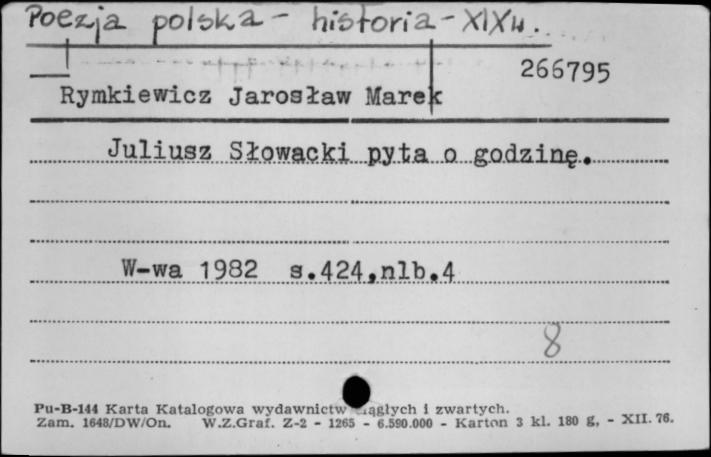 Poezja polska - historia - XIXw.
266795
Rymkiewicz Jarosław Marek
Juliusz Słowacki pyta o godzinę.
W-wa 1982 s.424,nlb.4
8
Pu-B-144 Karta Katalogowa wydawnictw ciągłych i zwartych.
Zam. 1648/DW/On. W.Z.Graf. Z-2 - 1265 - 6.590.000 - Karton 3 kl. 180 g, - XII. 76.